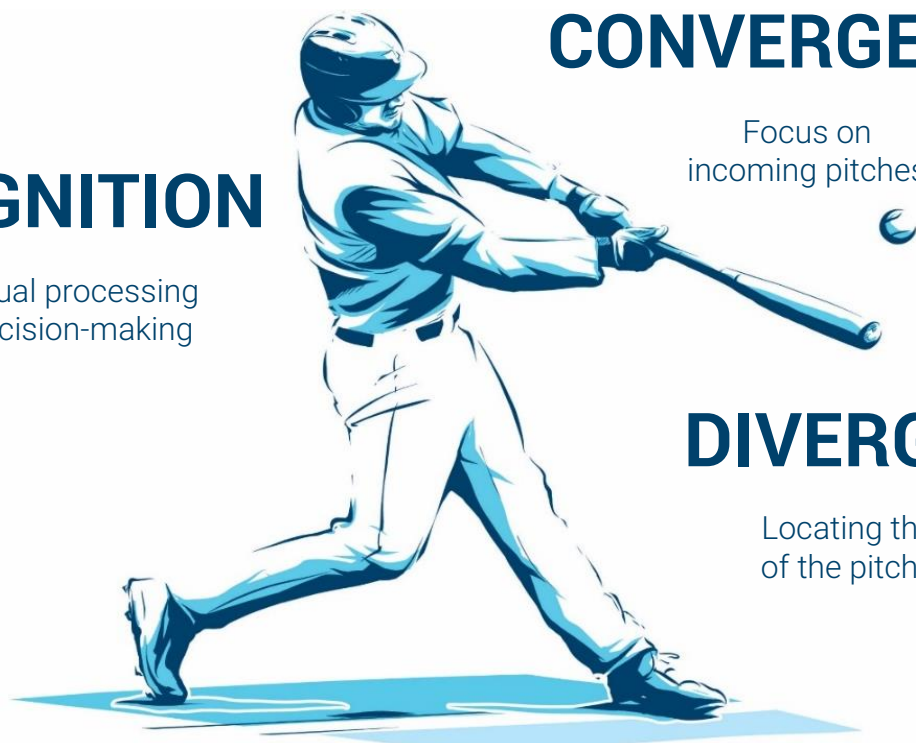 CONVERGE
Focus on
incoming pitches
GNITION
ual processing
cision-making
DIVERG
Locating th
of the pitch